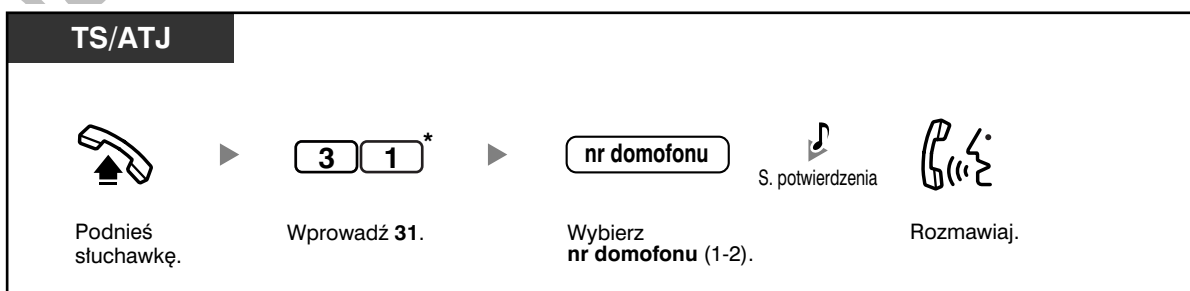 TS/ATJ
3 1 *
nr domofonu
S. potwierdzenia
Podnieś
słuchawkę.
Wprowadź 31.
Wybierz
nr domofonu (1-2).
Rozmawiaj.